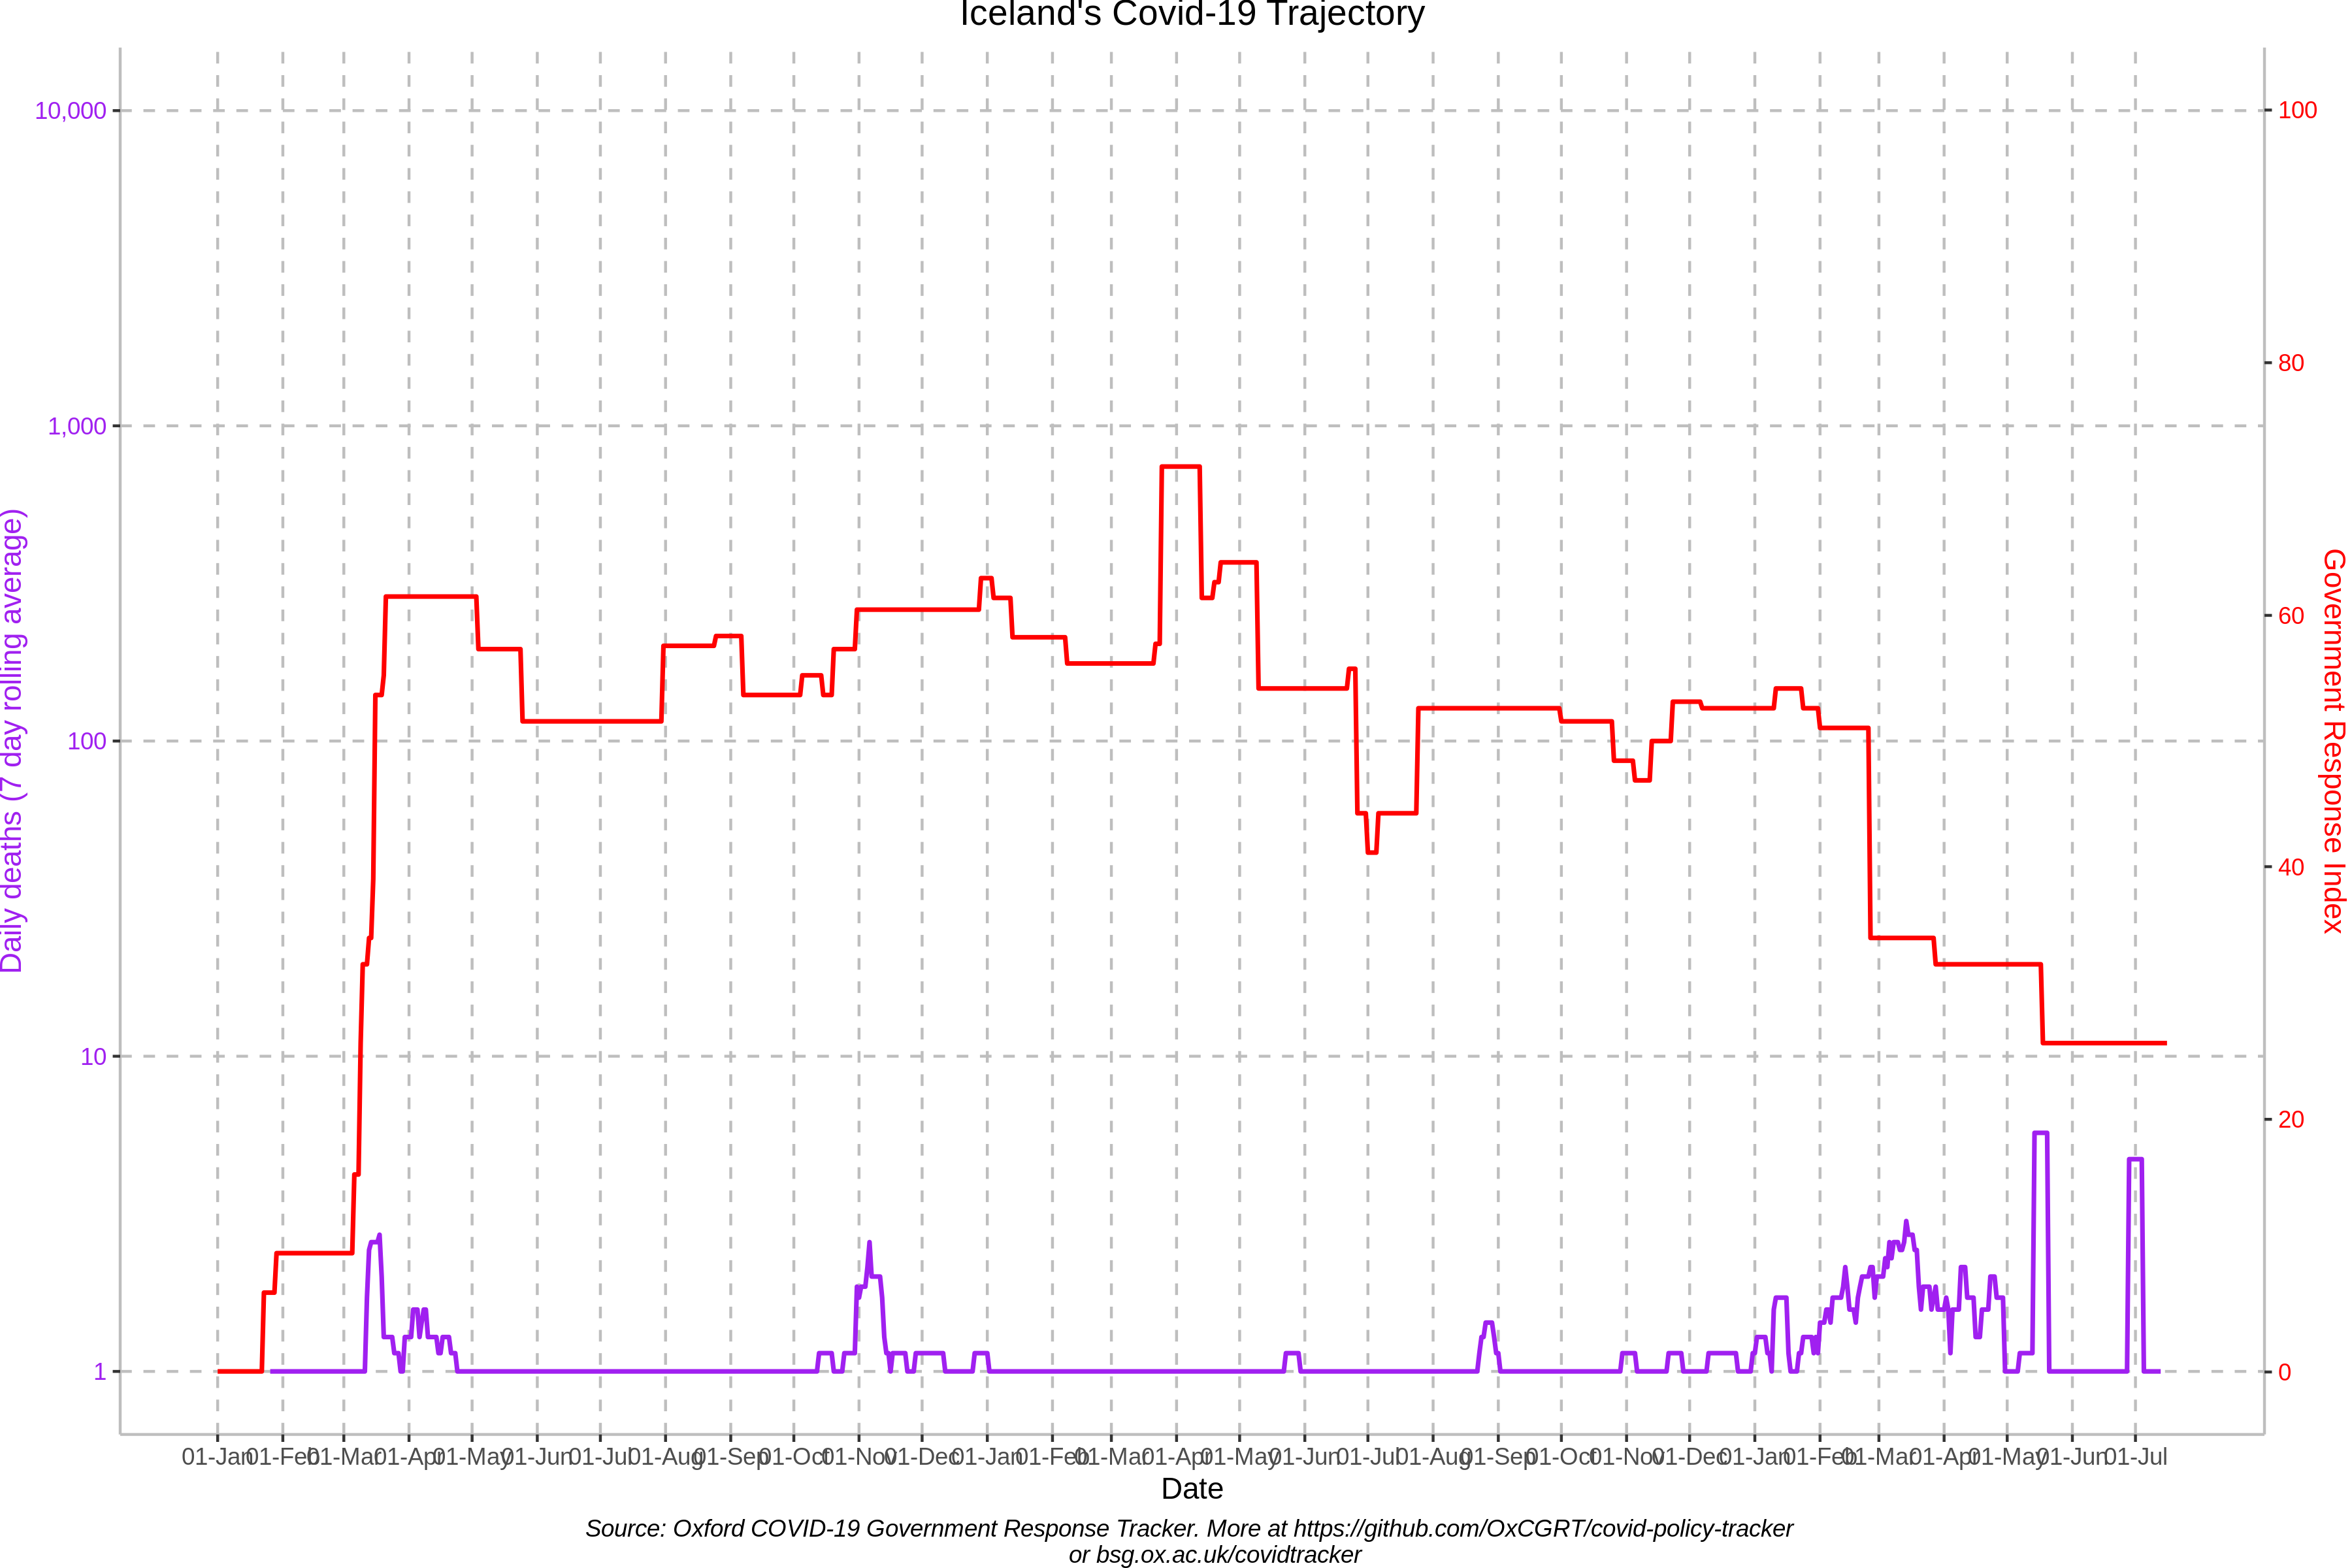 Iceland's Covid-19 Trajectory
10,000
1,000
100
10
1
Daily deaths (7 day rolling average)
100
80
60
40
20
0
Government Response Index
01-Jan 01-Feb 01-Mar 01-Apr 01-May 01-Jun 01-Jul 01-Aug 01-Sep 01-Oct 01-Nov 01-Dec 01-Jan 01-Feb 01-Mar 01-Apr 01-May 01-Jun 01-Jul 01-Aug 01-Sep 01-Oct 01-Nov 01-Dec 01-Jan 01-Feb 01-Mar 01-Apr 01-May 01-Jun 01-Jul
Date
Source: Oxford COVID-19 Government Response Tracker. More at https://github.com/OxCGRT/covid-policy-tracker
or bsg.ox.ac.uk/covidtracker